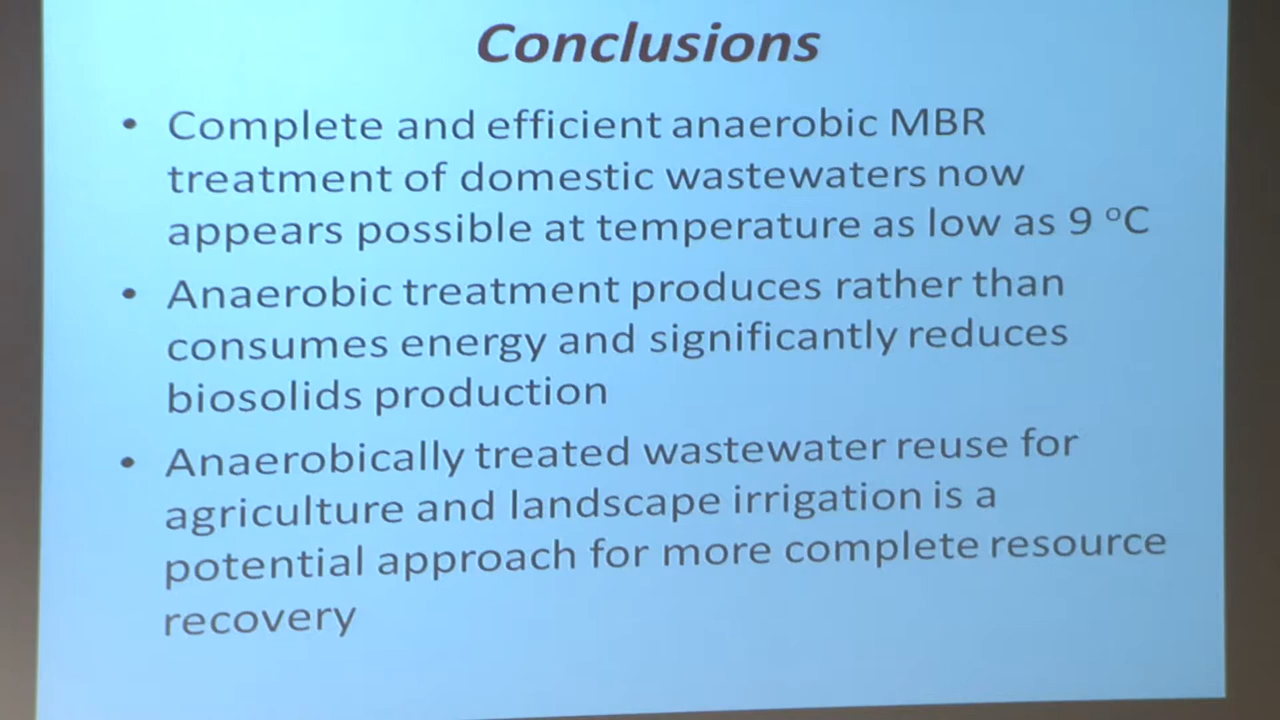 Conclusions
• Complete and efficient anaerobic MBR
treatment of domestic wastewaters now
appears possible at temperature as low as 9 ºC
• Anaerobic treatment produces rather than
consumes energy and significantly reduces
biosolids production
• Anaerobically treated wastewater reuse for
agriculture and landscape irrigation is a
potential approach for more complete resource
recovery